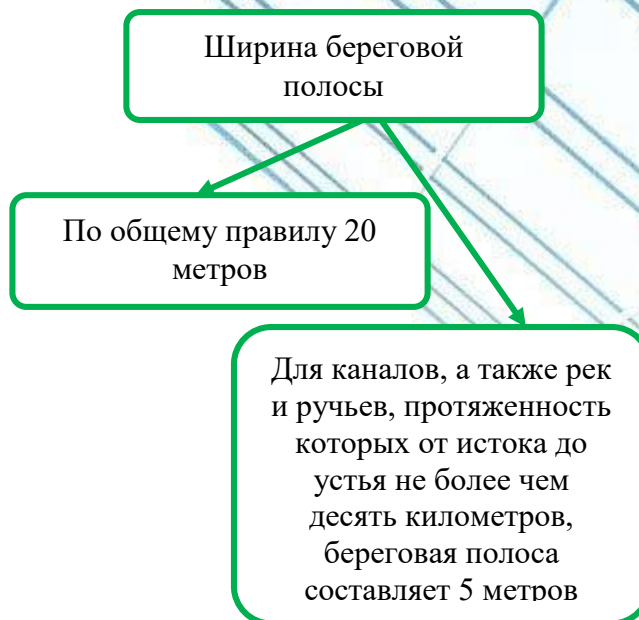 Ширина береговой
полосы
По общему правилу 20
метров
Для каналов, а также рек
и ручьев, протяженность
которых от истока до
устья не более чем
десять километров,
береговая полоса
составляет 5 метров